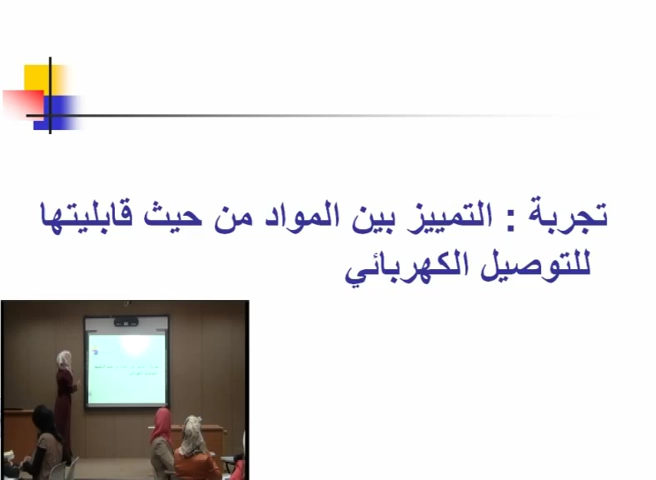 تجربة : التمييز بين المواد من حيث قابليتها
للتوصيل الكهربائي